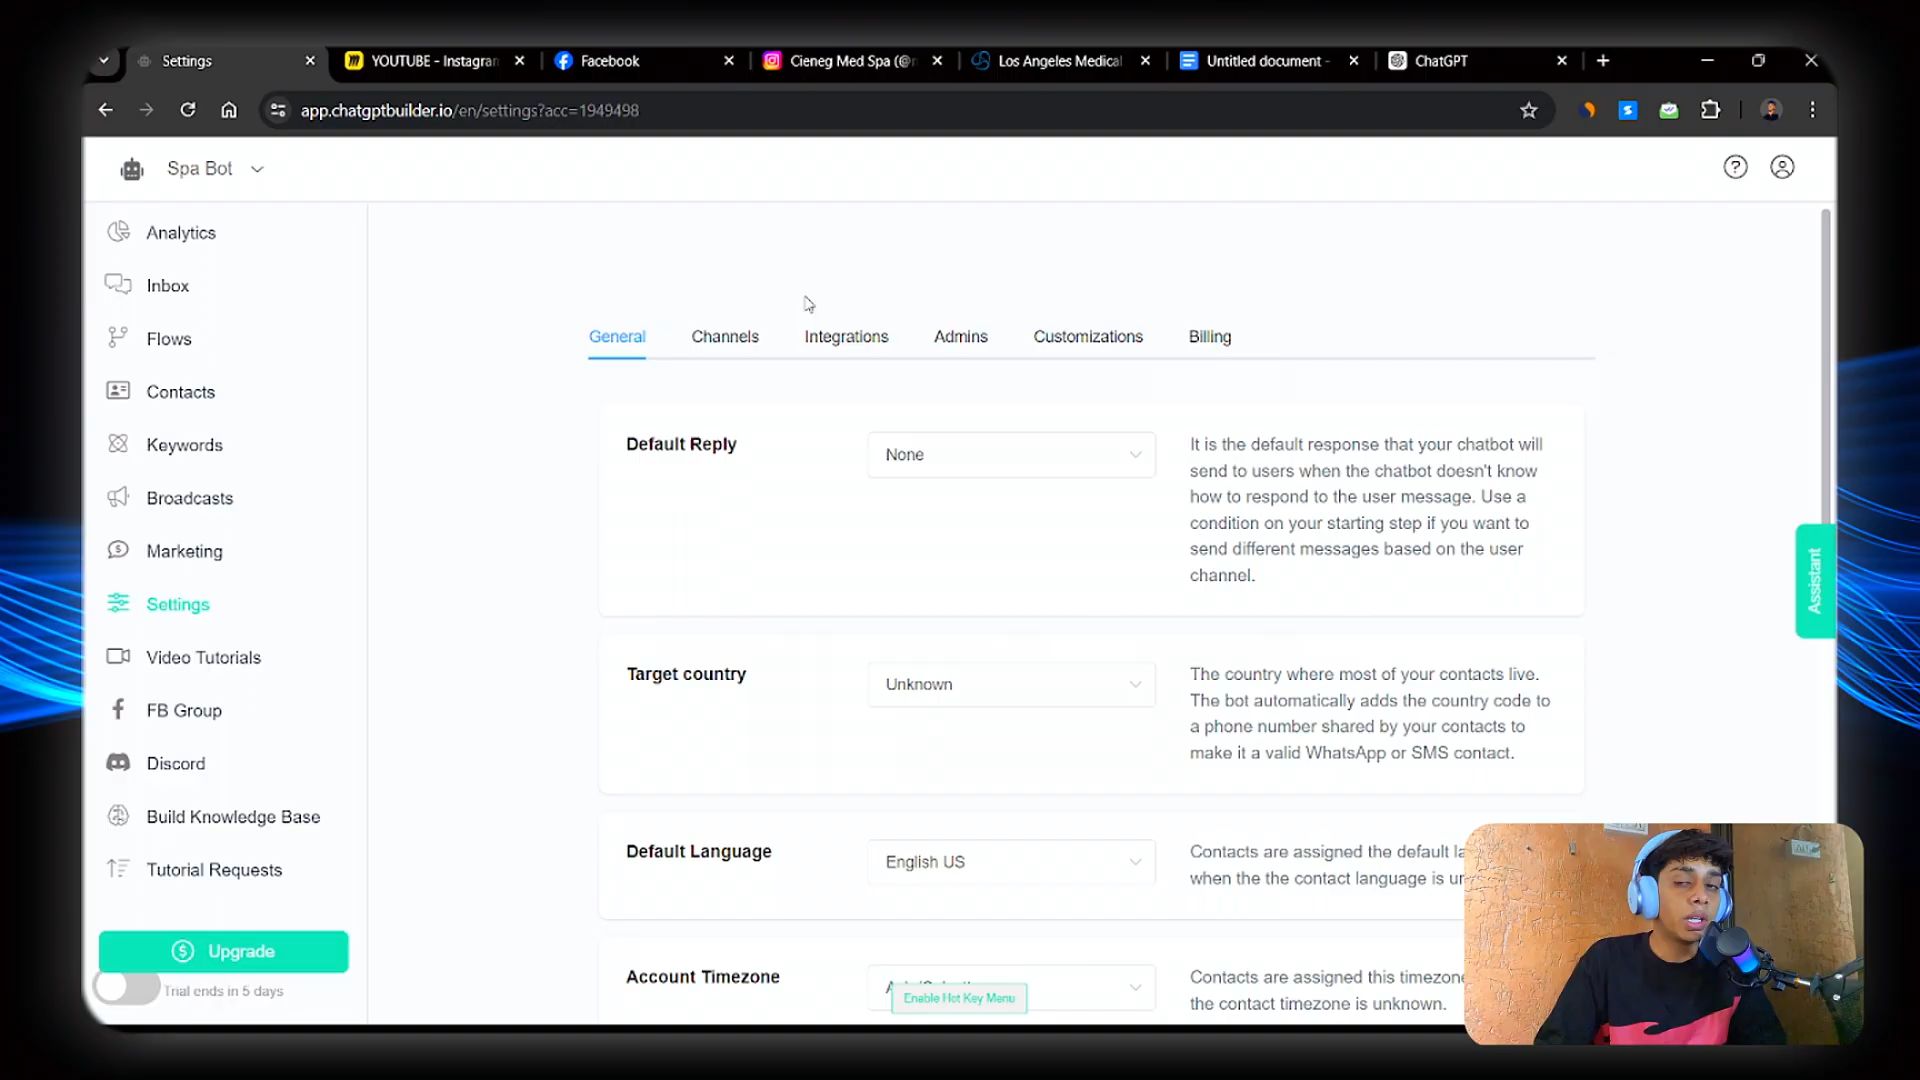 Settings
YOUTUBE - Instagram
Facebook
Cieneg Med Spa (@
Los Angeles Medical
Untitled document -
ChatGPT
app.chatgptbuilder.io/en/settings?acc=1949498
Spa Bot
Analytics
Inbox
Flows
Contacts
Keywords
Broadcasts
Marketing
Settings
Video Tutorials
FB Group
Discord
Build Knowledge Base
Tutorial Requests
Upgrade
Trial ends in 5 days
General
Channels
Integrations
Admins
Customizations
Billing
Default Reply
None
It is the default response that your chatbot will
send to users when the chatbot doesn't know
how to respond to the user message. Use a
condition on your starting step if you want to
send different messages based on the user
channel.
Target country
Unknown
The country where most of your contacts live.
The bot automatically adds the country code to
a phone number shared by your contacts to
make it a valid WhatsApp or SMS contact.
Default Language
English US
Contacts are assigned the default la
when the the contact language is un
Account Timezone
Enable Hot Key Menu
Contacts are assigned this timezone
the contact timezone is unknown.
Assistant